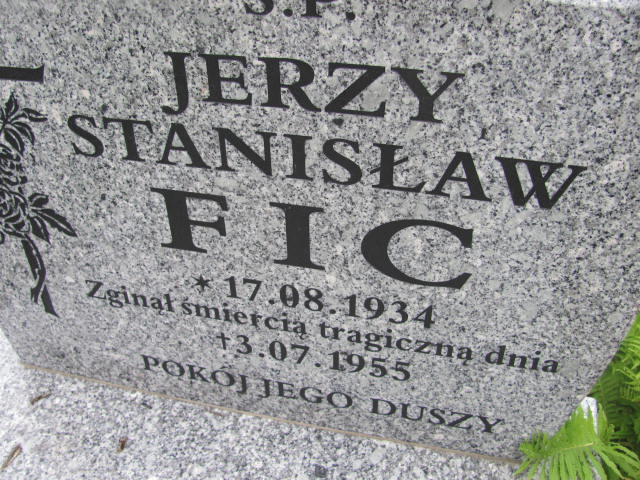 Ś.P.
JERZY
STANISŁAW
FIC
* 17.08.1934
Zginął śmiercią tragiczną dnia
†3.07.1955
POKÓJ JEGO DUSZY